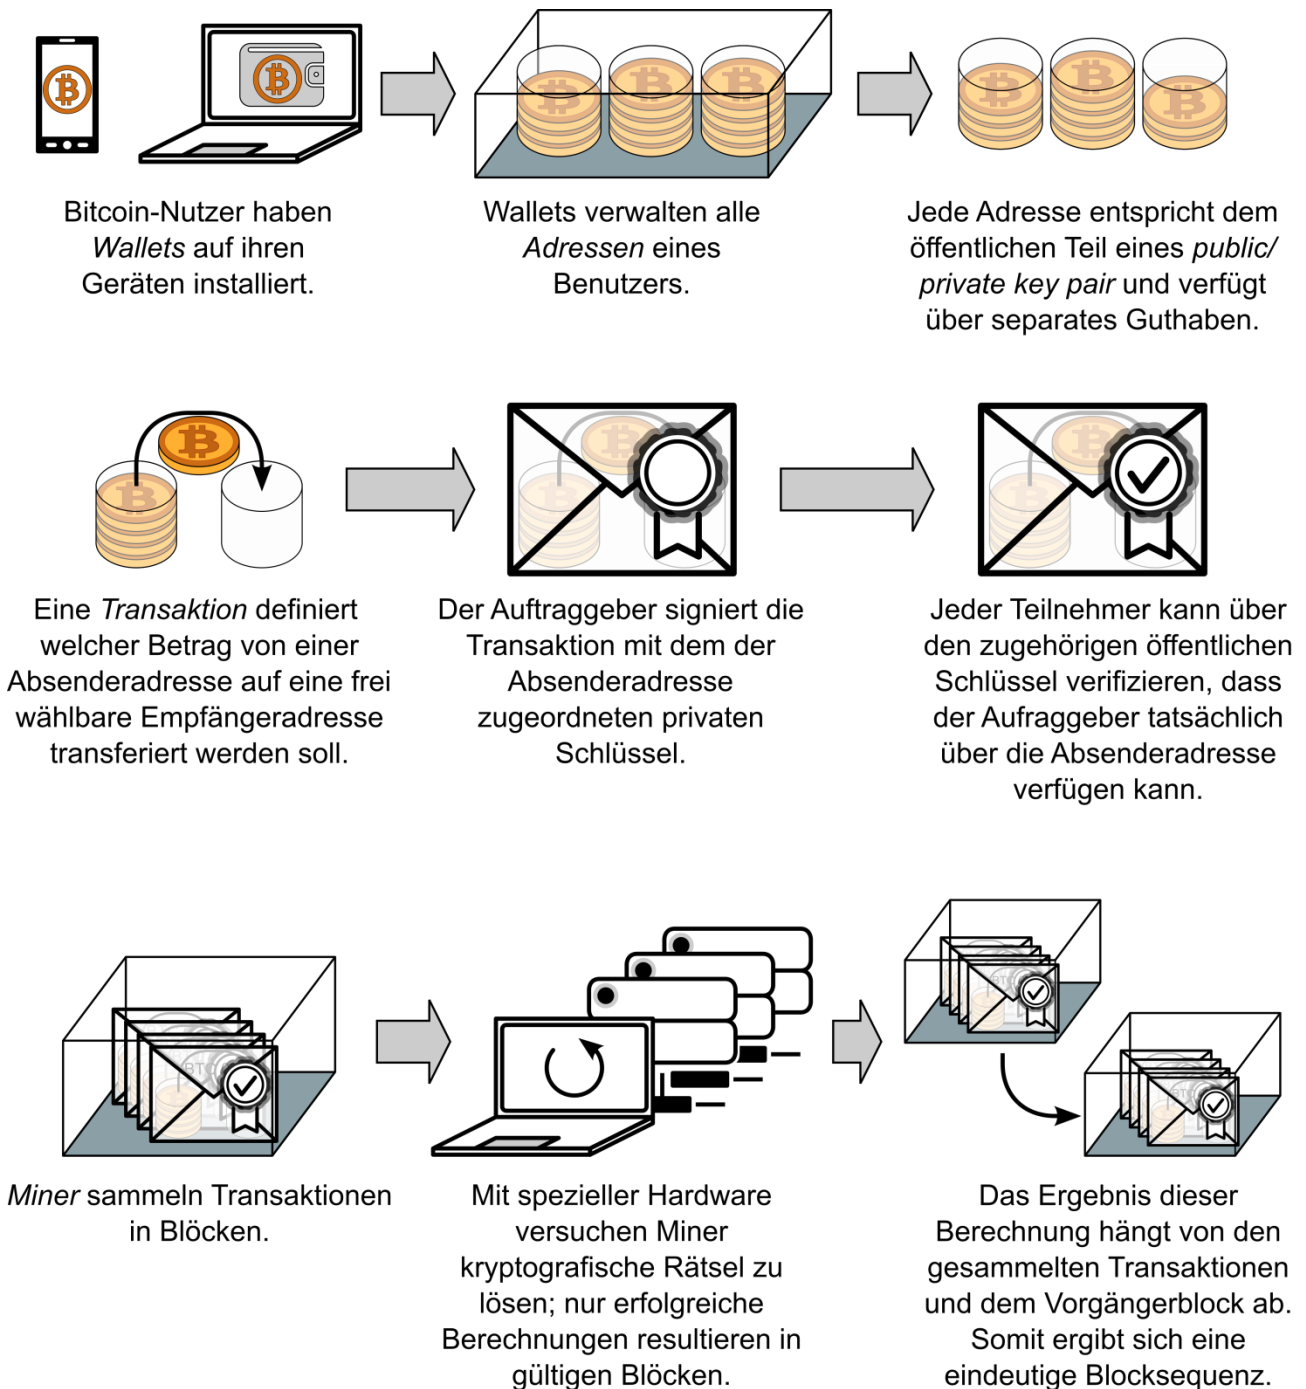 Bitcoin-Nutzer haben
Wallets auf ihren
Geräten installiert.
Wallets verwalten alle
Adressen eines
Benutzers.
Jede Adresse entspricht dem
öffentlichen Teil eines public/
private key pair und verfügt
über separates Guthaben.
Eine Transaktion definiert
welcher Betrag von einer
Absenderadresse auf eine frei
wählbare Empfängeradresse
transferiert werden soll.
Der Auftraggeber signiert die
Transaktion mit dem der
Absenderadresse
zugeordneten privaten
Schlüssel.
Jeder Teilnehmer kann über
den zugehörigen öffentlichen
Schlüssel verifizieren, dass
der Aufraggeber tatsächlich
über die Absenderadresse
verfügen kann.
Miner sammeln Transaktionen
in Blöcken.
Mit spezieller Hardware
versuchen Miner
kryptografische Rätsel zu
lösen; nur erfolgreiche
Berechnungen resultieren in
gültigen Blöcken.
Das Ergebnis dieser
Berechnung hängt von den
gesammelten Transaktionen
und dem Vorgängerblock ab.
Somit ergibt sich eine
eindeutige Blocksequenz.